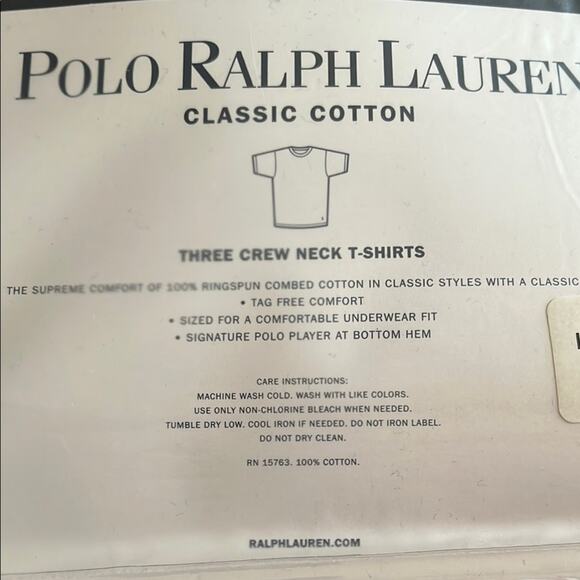 POLO RALPH LAUREN
CLASSIC COTTON
THREE CREW NECK T-SHIRTS
THE SUPREME COMFORT OF 100% RINGSPUN COMBED COTTON IN CLASSIC STYLES WITH A CLASSIC
• TAG FREE COMFORT
• SIZED FOR A COMFORTABLE UNDERWEAR FIT
• SIGNATURE POLO PLAYER AT BOTTOM HEM
CARE INSTRUCTIONS:
MACHINE WASH COLD. WASH WITH LIKE COLORS.
USE ONLY NON-CHLORINE BLEACH WHEN NEEDED.
TUMBLE DRY LOW. COOL IRON IF NEEDED. DO NOT IRON LABEL.
DO NOT DRY CLEAN.
RN 15763. 100% COTTON.
RALPHLAUREN.COM